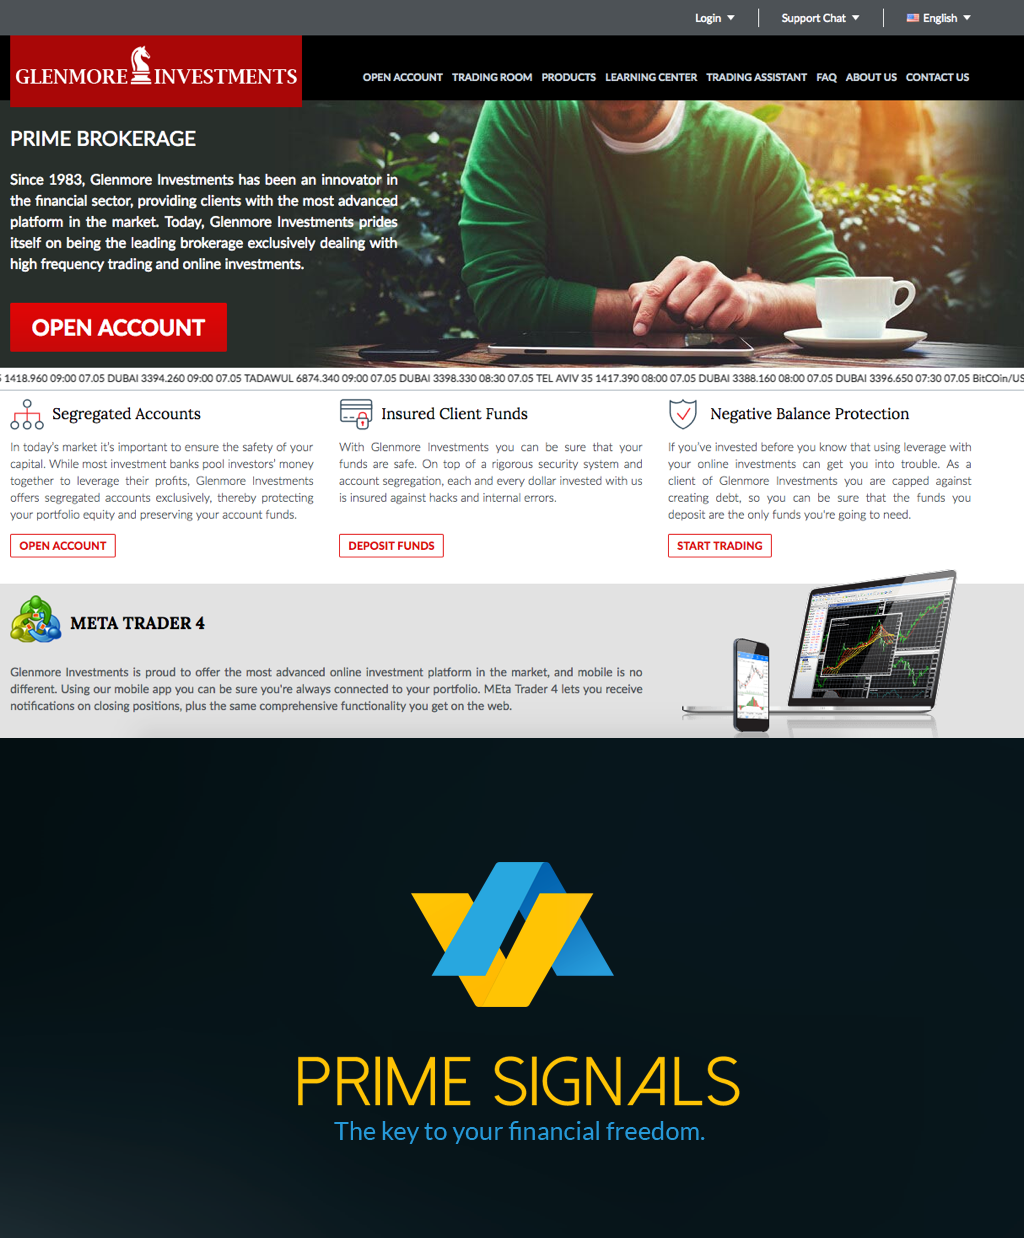 Login
Support Chat
English
GLENMORE INVESTMENTS
OPEN ACCOUNT TRADING ROOM PRODUCTS LEARNING CENTER TRADING ASSISTANT FAQ ABOUT US CONTACT US
PRIME BROKERAGE
Since 1983, Glenmore Investments has been an innovator in
the financial sector, providing clients with the most advanced
platform in the market. Today, Glenmore Investments prides
itself on being the leading brokerage exclusively dealing with
high frequency trading and online investments.
OPEN ACCOUNT
1418.960 09:00 07.05 DUBAI 3394.260 09:00 07.05 TADAWUL 6874.340 09:00 07.05 DUBAI 3398.330 08:30 07.05 TEL AVIV 35 1417.390 08:00 07.05 DUBAI 3388.160 08:00 07.05 DUBAI 3396.650 07:30 07.05 BitCOin/US
Segregated Accounts
In today's market it's important to ensure the safety of your
capital. While most investment banks pool investors' money
together to leverage their profits, Glenmore Investments
offers segregated accounts exclusively, thereby protecting
your portfolio equity and preserving your account funds.
OPEN ACCOUNT
Insured Client Funds
With Glenmore Investments you can be sure that your
funds are safe. On top of a rigorous security system and
account segregation, each and every dollar invested with us
is insured against hacks and internal errors.
DEPOSIT FUNDS
Negative Balance Protection
If you've invested before you know that using leverage with
your online investments can get you into trouble. As a
client of Glenmore Investments you are capped against
creating debt, so you can be sure that the funds you
deposit are the only funds you're going to need.
START TRADING
META TRADER 4
Glenmore Investments is proud to offer the most advanced online investment platform in the market, and mobile is no
different. Using our mobile app you can be sure you're always connected to your portfolio. MEta Trader 4 lets you receive
notifications on closing positions, plus the same comprehensive functionality you get on the web.
PRIME SIGNALS
The key to your financial freedom.